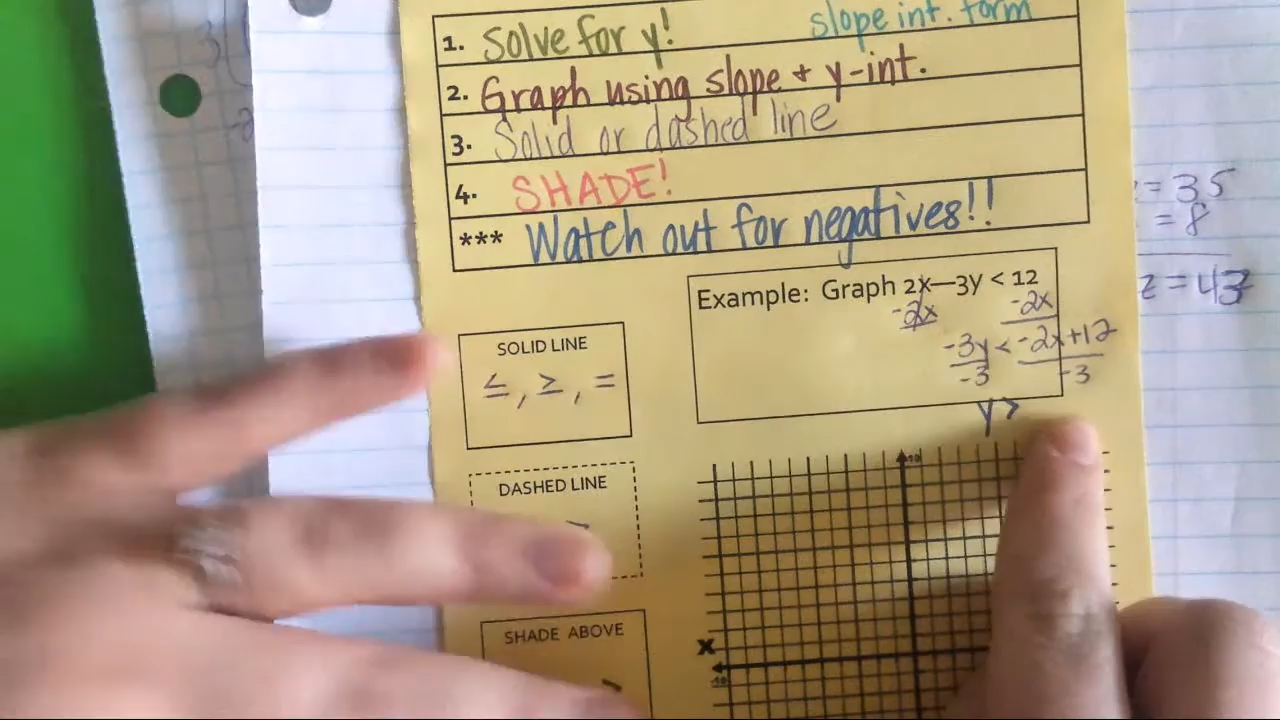 slope int. form
1. Solve for y!
2. Graph using slope + y-int.
3. Solid or dashed line
4. SHADE!
*** Watch out for negatives!!
= 35
= 8
z = 43
Example: Graph 2x—3y < 12
-2x -2x
-3y < -2x+12
-3 -3
y >
SOLID LINE
≤, ≥, =
DASHED LINE
SHADE ABOVE
10
X
-10